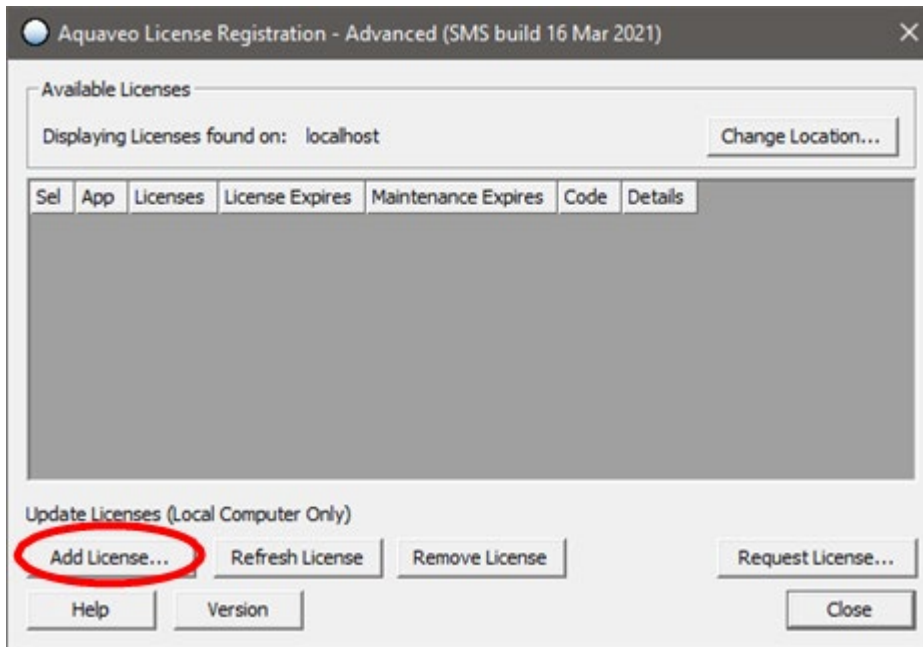 Aquaveo License Registration - Advanced (SMS build 16 Mar 2021)
Available Licenses
Displaying Licenses found on: localhost
Change Location...
Sel App Licenses License Expires Maintenance Expires Code Details
Update Licenses (Local Computer Only)
Add License... Refresh License Remove License Request License...
Help Version Close